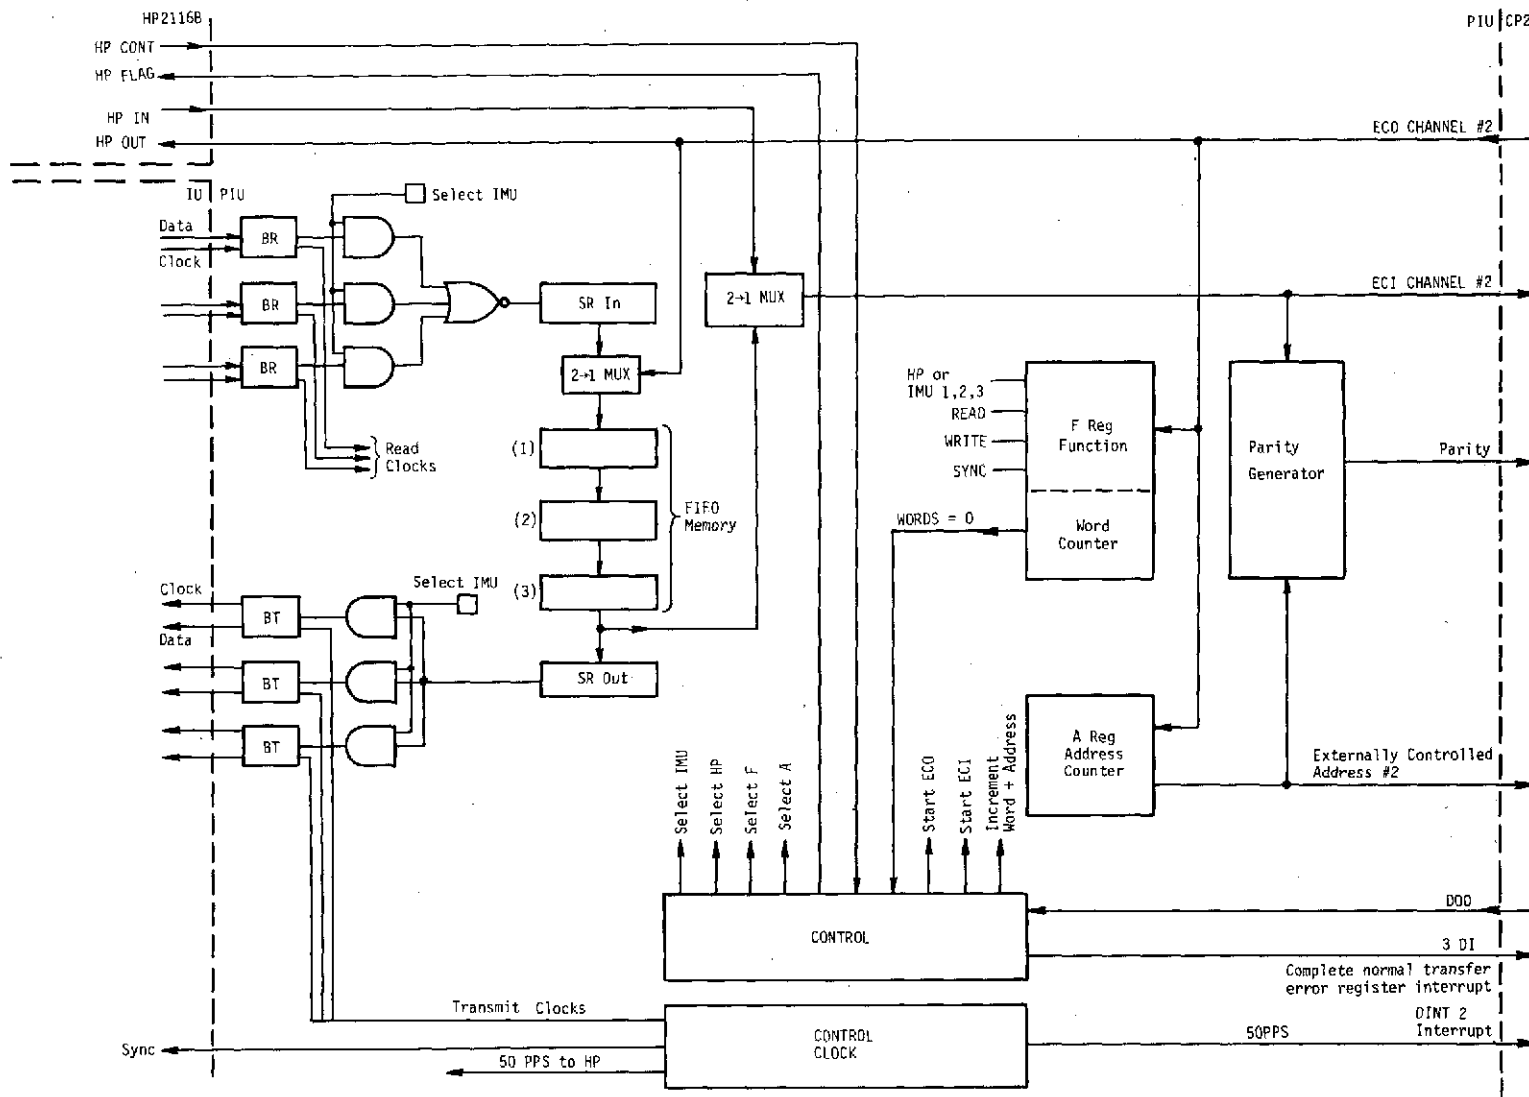 HP2116B
PIU CP2
HP CONT
HP FLAG
HP IN
HP OUT
ECO CHANNEL #2
IU PIU
Select IMU
Data
BR
Clock
BR
BR
SR In
2→1 MUX
ECI CHANNEL #2
2→1 MUX
Read
Clocks
(1)
(2)
(3)
FIFO
Memory
HP or
IMU 1,2,3
READ
WRITE
SYNC
F Reg
Function
WORDS = 0
Word
Counter
Parity
Generator
Parity
Select IMU
Clock
BT
Data
BT
BT
SR Out
A Reg
Address
Counter
Externally Controlled
Address #2
Select IMU
Select HP
Select F
Select A
Start ECO
Start ECI
Increment
Word + Address
CONTROL
DOO
3 DI
Complete normal transfer
error register interrupt
Transmit Clocks
CONTROL
CLOCK
DINT 2
Interrupt
50PPS
Sync
50 PPS to HP